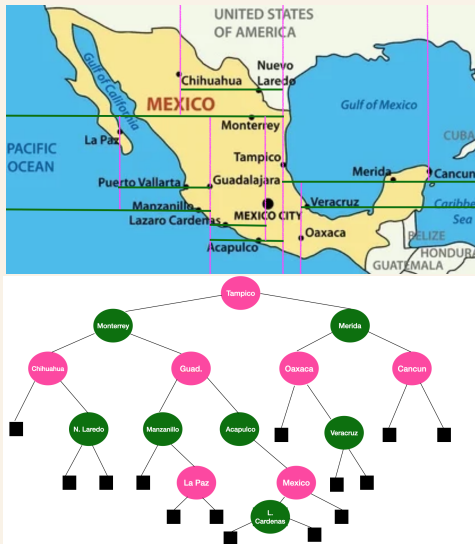 UNITED STATES
OF AMERICA
Nuevo
Chihuahua Laredo
Gulf of California
MEXICO
Gulf of Mexico
Monterrey
CUBA
La Paz
PACIFIC
OCEAN
Tampico
Merida
Cancun
Puerto Vallarta
Guadalajara
Manzanillo
Veracruz
Caribbe
Sea
Lazaro Cardenas
MEXICO CITY
Oaxaca
Acapulco
BELIZE
HONDUR
GUATEMALA
Tampico
Monterrey
Merida
Chihuahua
Guad.
Oaxaca
Cancun
N. Laredo
Manzanillo
Acapulco
Veracruz
La Paz
Mexico
L.
Cardenas